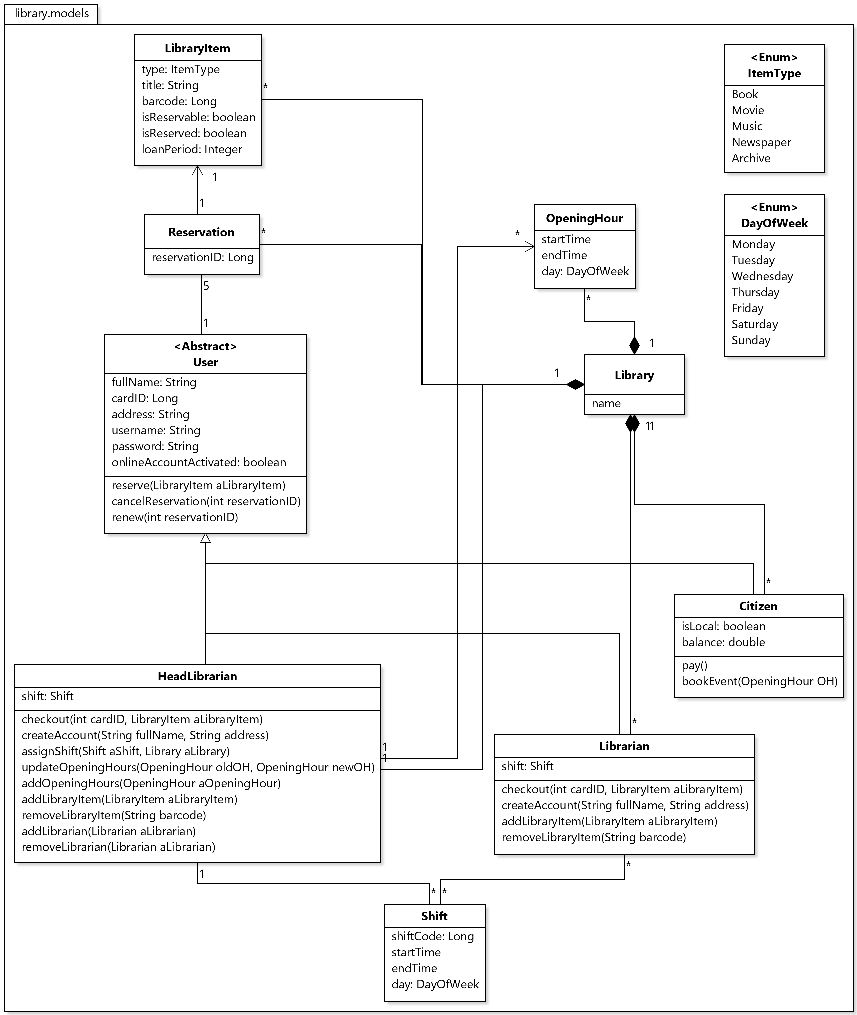 library.models
LibraryItem
type: ItemType
title: String
barcode: Long
isReservable: boolean
isReserved: boolean
loanPeriod: Integer
*
1
1
Reservation
reservationID: Long
*
5
1
<Abstract>
User
fullName: String
cardID: Long
address: String
username: String
password: String
onlineAccountActivated: boolean
reserve(LibraryItem aLibraryItem)
cancelReservation(int reservationID)
renew(int reservationID)
<Enum>
ItemType
Book
Movie
Music
Newspaper
Archive
<Enum>
DayOfWeek
Monday
Tuesday
Wednesday
Thursday
Friday
Saturday
Sunday
*
OpeningHour
startTime
endTime
day: DayOfWeek
*
1
1
Library
name
11
*
Citizen
isLocal: boolean
balance: double
pay()
bookEvent(OpeningHour OH)
HeadLibrarian
shift: Shift
checkout(int cardID, LibraryItem aLibraryItem)
createAccount(String fullName, String address)
assignShift(Shift aShift, Library aLibrary)
updateOpeningHours(OpeningHour oldOH, OpeningHour newOH)
addOpeningHours(OpeningHour aOpeningHour)
addLibraryItem(LibraryItem aLibraryItem)
removeLibraryItem(String barcode)
addLibrarian(Librarian aLibrarian)
removeLibrarian(Librarian aLibrarian)
1
1
*
Librarian
shift: Shift
checkout(int cardID, LibraryItem aLibraryItem)
createAccount(String fullName, String address)
addLibraryItem(LibraryItem aLibraryItem)
removeLibraryItem(String barcode)
1
*
* *
Shift
shiftCode: Long
startTime
endTime
day: DayOfWeek